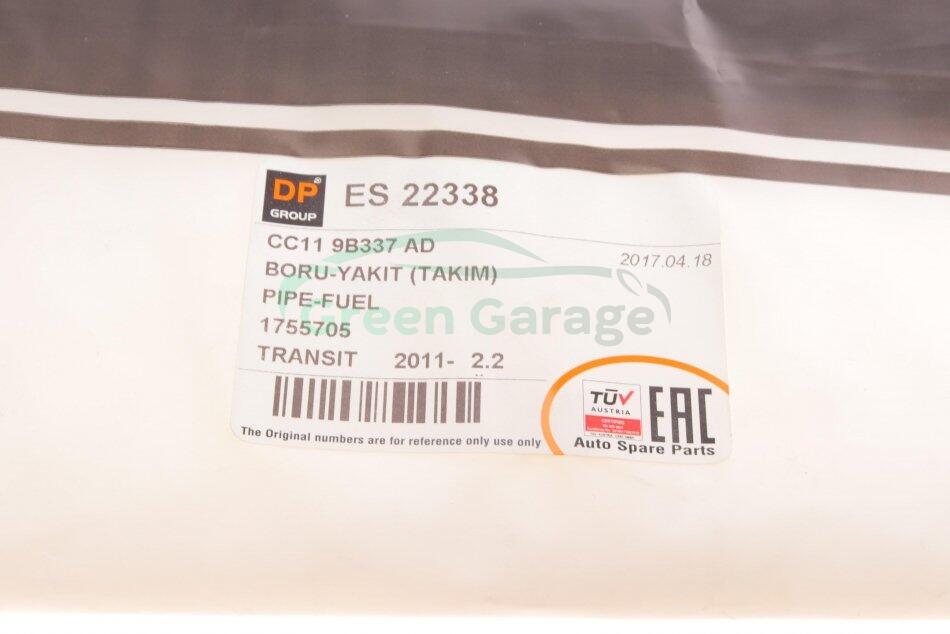 DP®
GROUP
ES 22338
CC11 9B337 AD
2017.04.18
BORU-YAKIT (TAKIM)
PIPE-FUEL
Green Garage
1755705
TRANSIT 2011- 2.2
TÜV
AUSTRIA
CERTIFIED
EAC
Auto Spare Parts
The Original numbers are for reference only use only